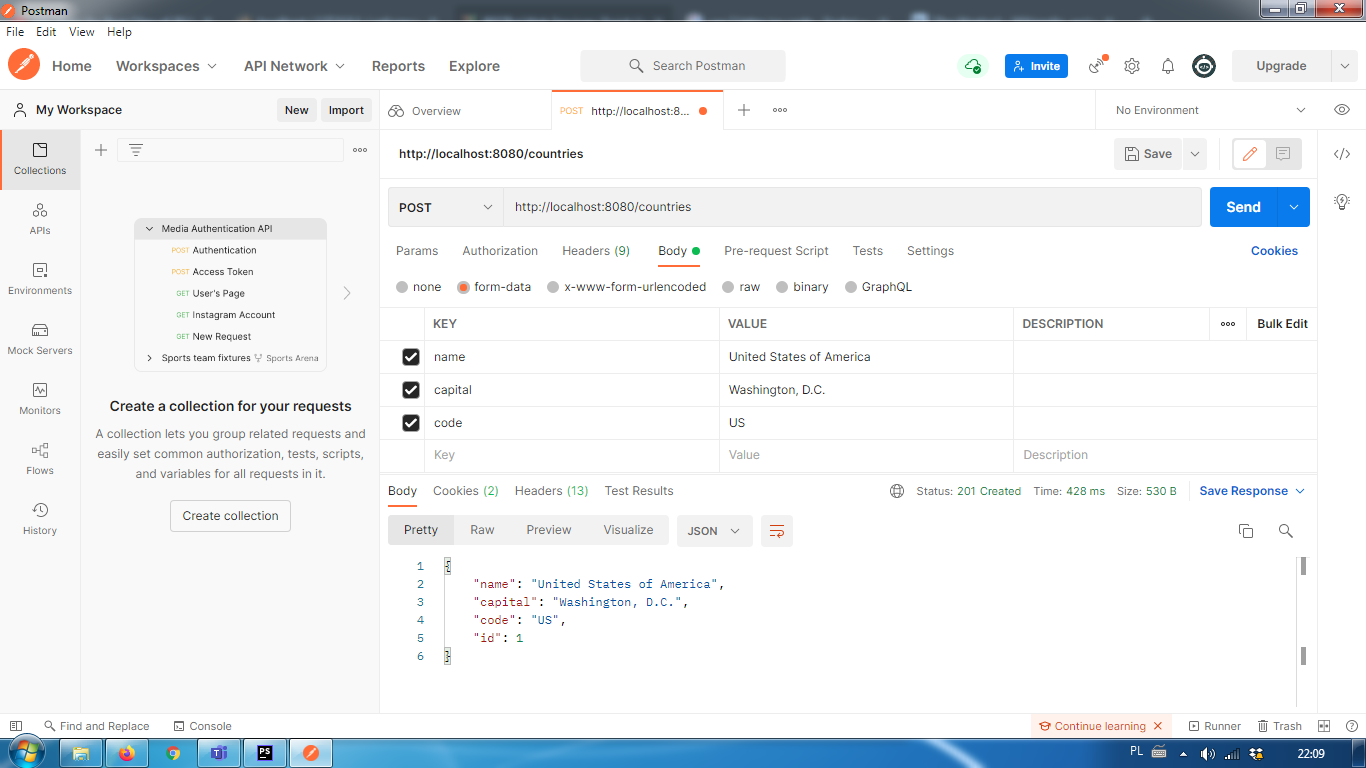 Postman
File Edit View Help
Home Workspaces API Network Reports Explore Search Postman Invite Upgrade
My Workspace New Import Overview POST http://localhost:8... No Environment
Collections
APIs
Environments
Mock Servers
Monitors
Flows
History
Media Authentication API
POST Authentication
POST Access Token
GET User's Page
GET Instagram Account
GET New Request
Sports team fixtures Sports Arena
Create a collection for your requests
A collection lets you group related requests and
easily set common authorization, tests, scripts,
and variables for all requests in it.
Create collection
http://localhost:8080/countries Save
POST http://localhost:8080/countries Send
Params Authorization Headers (9) Body Pre-request Script Tests Settings Cookies
none form-data x-www-form-urlencoded raw binary GraphQL
KEY VALUE DESCRIPTION Bulk Edit
name United States of America
capital Washington, D.C.
code US
Key Value Description
Body Cookies (2) Headers (13) Test Results Status: 201 Created Time: 428 ms Size: 530 B Save Response
Pretty Raw Preview Visualize JSON
1 {
2 "name": "United States of America",
3 "capital": "Washington, D.C.",
4 "code": "US",
5 "id": 1
6 }
Find and Replace Console Continue learning Runner Trash
PS PL 22:09